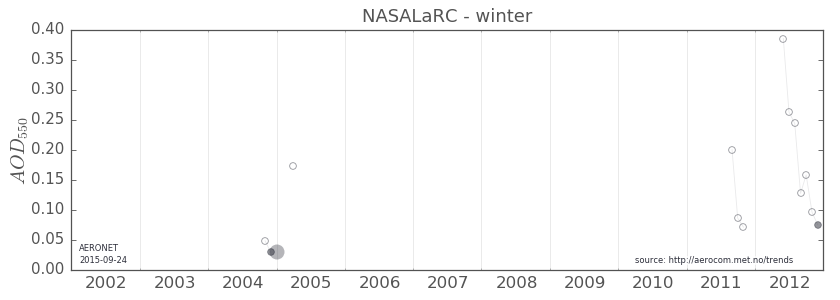 NASALaRC - winter
0.40
0.35
0.30
0.25
0.20
0.15
0.10
0.05
0.00
AOD550
AERONET
2015-09-24
source: http://aerocom.met.no/trends
2002 2003 2004 2005 2006 2007 2008 2009 2010 2011 2012